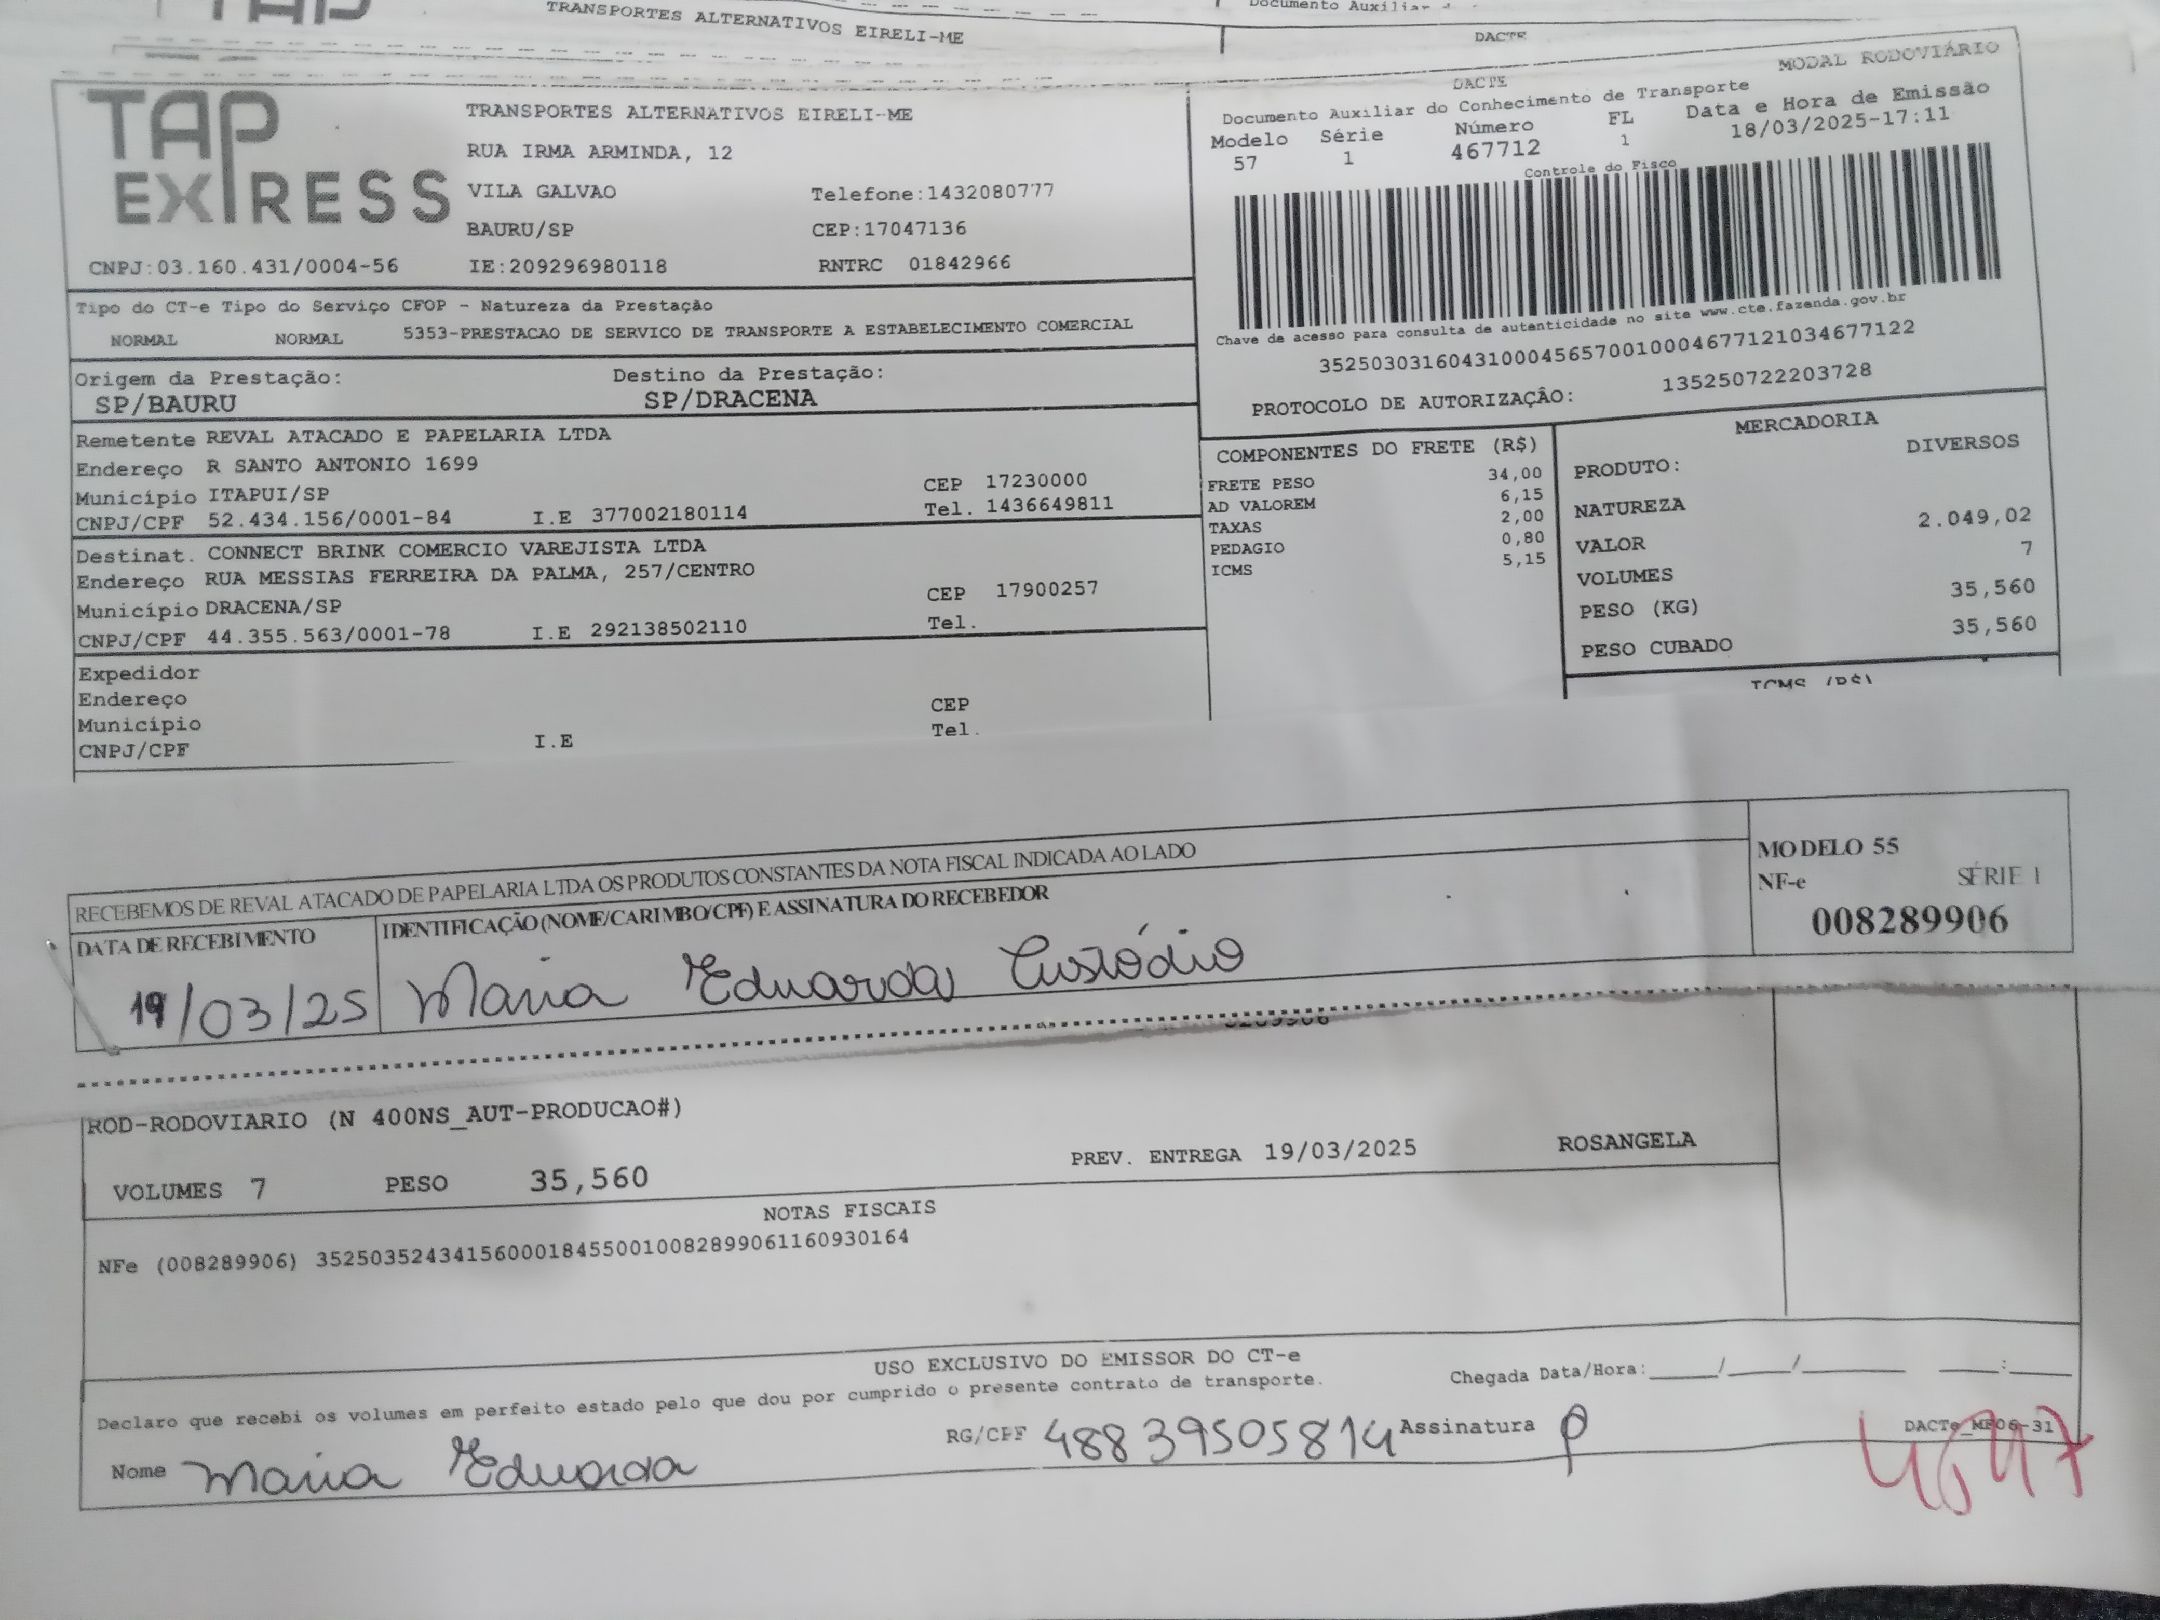 TRANSPORTES ALTERNATIVOS EIRELI-ME
DACTE
TAP EXPRESS
TRANSPORTES ALTERNATIVOS EIRELI-ME
RUA IRMA ARMINDA, 12
VILA GALVAO Telefone:1432080777
BAURU/SP CEP:17047136
CNPJ:03.160.431/0004-56 IE:209296980118 RNTRC 01842966
DACTE MODAL RODOVIÁRIO
Documento Auxiliar do Conhecimento de Transporte
Modelo Série Número FL Data e Hora de Emissão
57 1 467712 1 18/03/2025-17:11
Controle do Fisco
Chave de acesso para consulta de autenticidade no site www.cte.fazenda.gov.br
35250303160431000456570010004677121034677122
PROTOCOLO DE AUTORIZAÇÂO: 135250722203728
Tipo do CT-e Tipo do Serviço CFOP - Natureza da Prestação
NORMAL NORMAL 5353-PRESTACAO DE SERVICO DE TRANSPORTE A ESTABELECIMENTO COMERCIAL
Origem da Prestação: Destino da Prestação:
SP/BAURU SP/DRACENA
Remetente REVAL ATACADO E PAPELARIA LTDA
Endereço R SANTO ANTONIO 1699
Município ITAPUI/SP CEP 17230000
CNPJ/CPF 52.434.156/0001-84 I.E 377002180114 Tel. 1436649811
Destinat. CONNECT BRINK COMERCIO VAREJISTA LTDA
Endereço RUA MESSIAS FERREIRA DA PALMA, 257/CENTRO
Município DRACENA/SP CEP 17900257
CNPJ/CPF 44.355.563/0001-78 I.E 292138502110 Tel.
Expedidor
Endereço
Município CEP
CNPJ/CPF I.E Tel.
COMPONENTES DO FRETE (R$)
FRETE PESO 34,00
AD VALOREM 6,15
TAXAS 2,00
PEDAGIO 0,80
ICMS 5,15
MERCADORIA
PRODUTO: DIVERSOS
NATUREZA
VALOR 2.049,02
VOLUMES 7
PESO (KG) 35,560
PESO CUBADO 35,560
ICMS (R$)
RECEBEMOS DE REVAL ATACADO DE PAPELARIA LTDA OS PRODUTOS CONSTANTES DA NOTA FISCAL INDICADA AO LADO
DATA DE RECEBIMENTO IDENTIFICAÇÃO (NOME/CARIMBO/CPF) E ASSINATURA DO RECEBEDOR
19/03/25 Maria Eduarda Custódio
MODELO 55
NF-e SÉRIE 1
008289906
ROD-RODOVIARIO (N 400NS_AUT-PRODUCAO#)
VOLUMES 7 PESO 35,560 PREV. ENTREGA 19/03/2025 ROSANGELA
NOTAS FISCAIS
NFe (008289906) 35250352434156000184550010082899061160930164
USO EXCLUSIVO DO EMISSOR DO CT-e
Declaro que recebi os volumes em perfeito estado pelo que dou por cumprido o presente contrato de transporte. Chegada Data/Hora:____/____/______ ____:____
Nome Maria Eduarda RG/CPF 48839505814 Assinatura DACTe_MF06-31